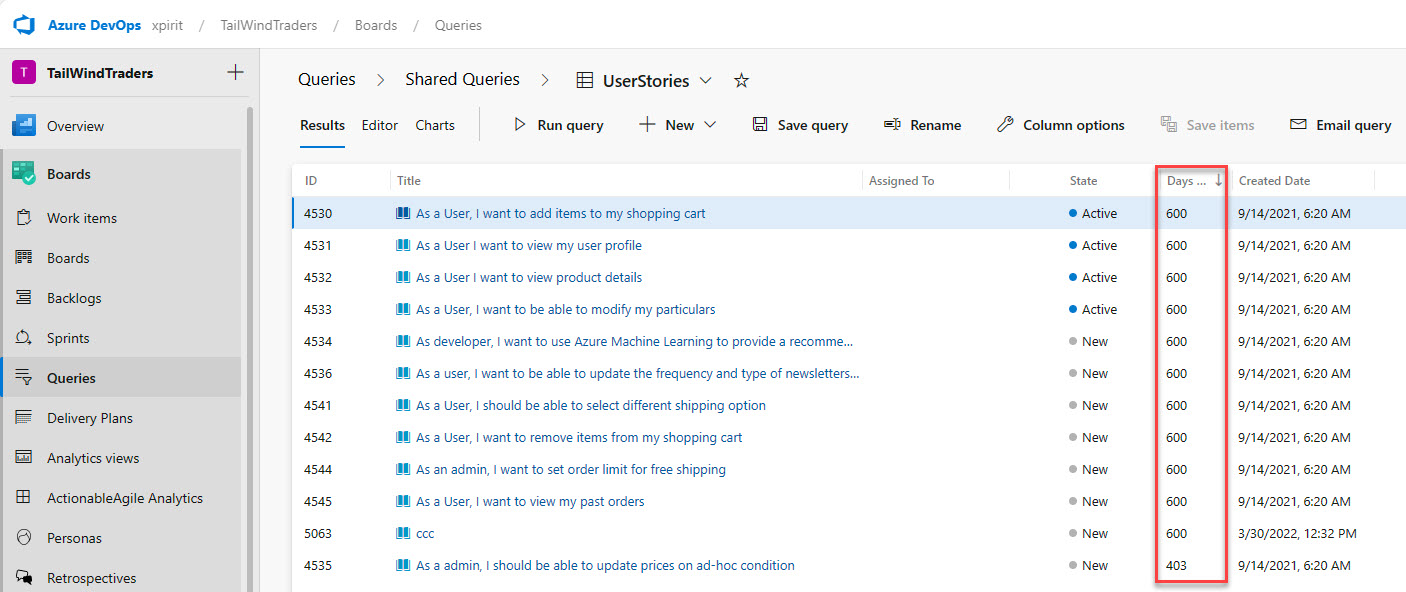 Azure DevOps xpirit / TailWindTraders / Boards / Queries
T TailWindTraders
Overview
Boards
Work items
Boards
Backlogs
Sprints
Queries
Delivery Plans
Analytics views
ActionableAgile Analytics
Personas
Retrospectives
Queries > Shared Queries > UserStories
Results Editor Charts Run query New Save query Rename Column options Save items Email query
ID Title Assigned To State Days ... ↓ Created Date
4530 As a User, I want to add items to my shopping cart Active 600 9/14/2021, 6:20 AM
4531 As a User I want to view my user profile Active 600 9/14/2021, 6:20 AM
4532 As a User I want to view product details Active 600 9/14/2021, 6:20 AM
4533 As a User, I want to be able to modify my particulars Active 600 9/14/2021, 6:20 AM
4534 As developer, I want to use Azure Machine Learning to provide a recomme... New 600 9/14/2021, 6:20 AM
4536 As a user, I want to be able to update the frequency and type of newsletters... New 600 9/14/2021, 6:20 AM
4541 As a User, I should be able to select different shipping option New 600 9/14/2021, 6:20 AM
4542 As a User, I want to remove items from my shopping cart New 600 9/14/2021, 6:20 AM
4544 As an admin, I want to set order limit for free shipping New 600 9/14/2021, 6:20 AM
4545 As a User, I want to view my past orders New 600 9/14/2021, 6:20 AM
5063 ccc New 600 3/30/2022, 12:32 PM
4535 As a admin, I should be able to update prices on ad-hoc condition New 403 9/14/2021, 6:20 AM